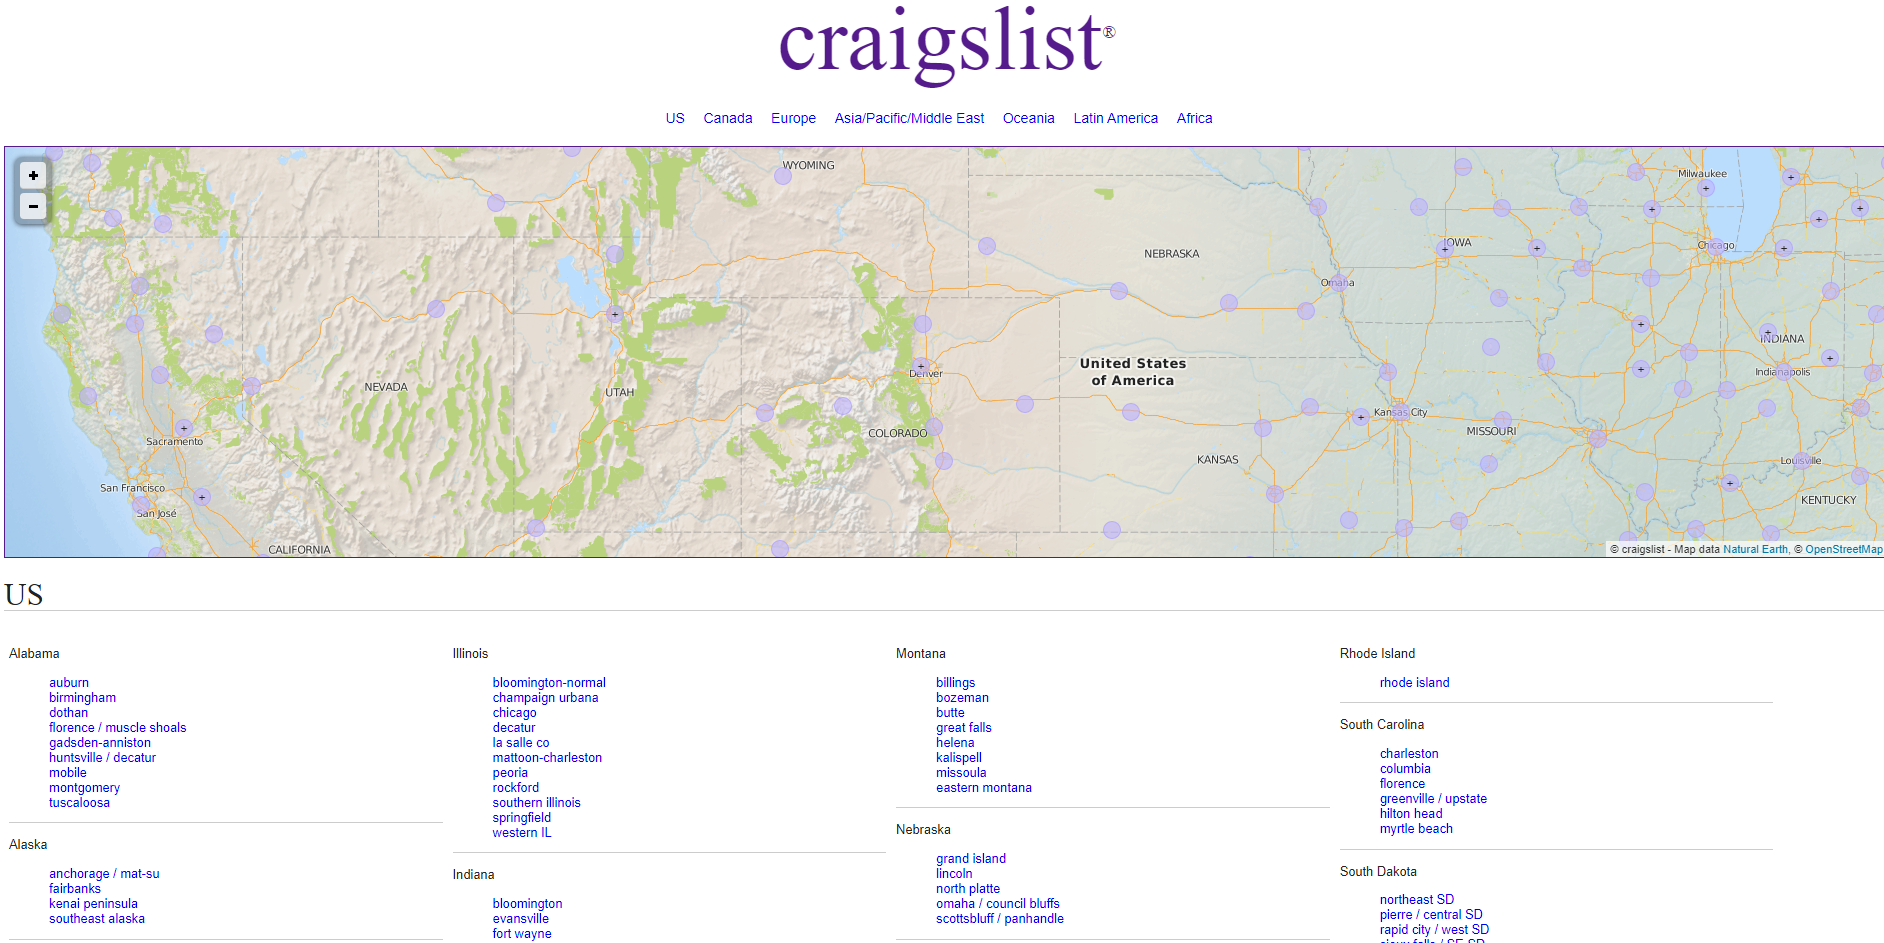 craigslist®
US Canada Europe Asia/Pacific/Middle East Oceania Latin America Africa
+
−
WYOMING
Milwaukee
NEBRASKA
IOWA
Chicago
Omaha
United States
of America
INDIANA
Indianapolis
Denver
NEVADA
UTAH
Kansas City
COLORADO
MISSOURI
Sacramento
KANSAS
Louisville
San Francisco
KENTUCKY
San José
CALIFORNIA
© craigslist - Map data Natural Earth, © OpenStreetMap
US
Alabama
auburn
birmingham
dothan
florence / muscle shoals
gadsden-anniston
huntsville / decatur
mobile
montgomery
tuscaloosa
Alaska
anchorage / mat-su
fairbanks
kenai peninsula
southeast alaska
Illinois
bloomington-normal
champaign urbana
chicago
decatur
la salle co
mattoon-charleston
peoria
rockford
southern illinois
springfield
western IL
Indiana
bloomington
evansville
fort wayne
Montana
billings
bozeman
butte
great falls
helena
kalispell
missoula
eastern montana
Nebraska
grand island
lincoln
north platte
omaha / council bluffs
scottsbluff / panhandle
Rhode Island
rhode island
South Carolina
charleston
columbia
florence
greenville / upstate
hilton head
myrtle beach
South Dakota
northeast SD
pierre / central SD
rapid city / west SD